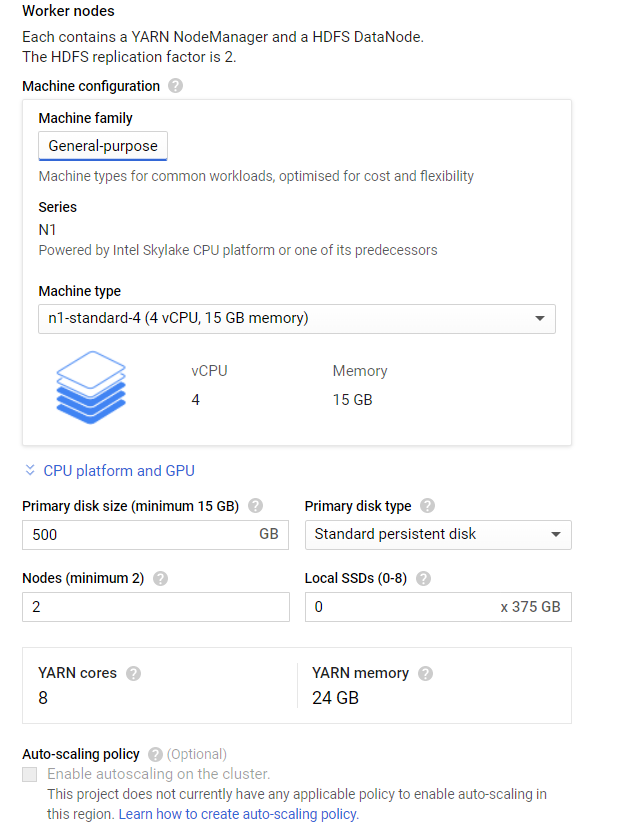 Worker nodes
Each contains a YARN NodeManager and a HDFS DataNode.
The HDFS replication factor is 2.
Machine configuration ?
Machine family
General-purpose
Machine types for common workloads, optimised for cost and flexibility
Series
N1
Powered by Intel Skylake CPU platform or one of its predecessors
Machine type
n1-standard-4 (4 vCPU, 15 GB memory)
vCPU Memory
4 15 GB
CPU platform and GPU
Primary disk size (minimum 15 GB) ? Primary disk type ?
500 GB Standard persistent disk
Nodes (minimum 2) ? Local SSDs (0-8) ?
2 0 x 375 GB
YARN cores ? YARN memory ?
8 24 GB
Auto-scaling policy ? (Optional)
Enable autoscaling on the cluster.
This project does not currently have any applicable policy to enable auto-scaling in
this region. Learn how to create auto-scaling policy.